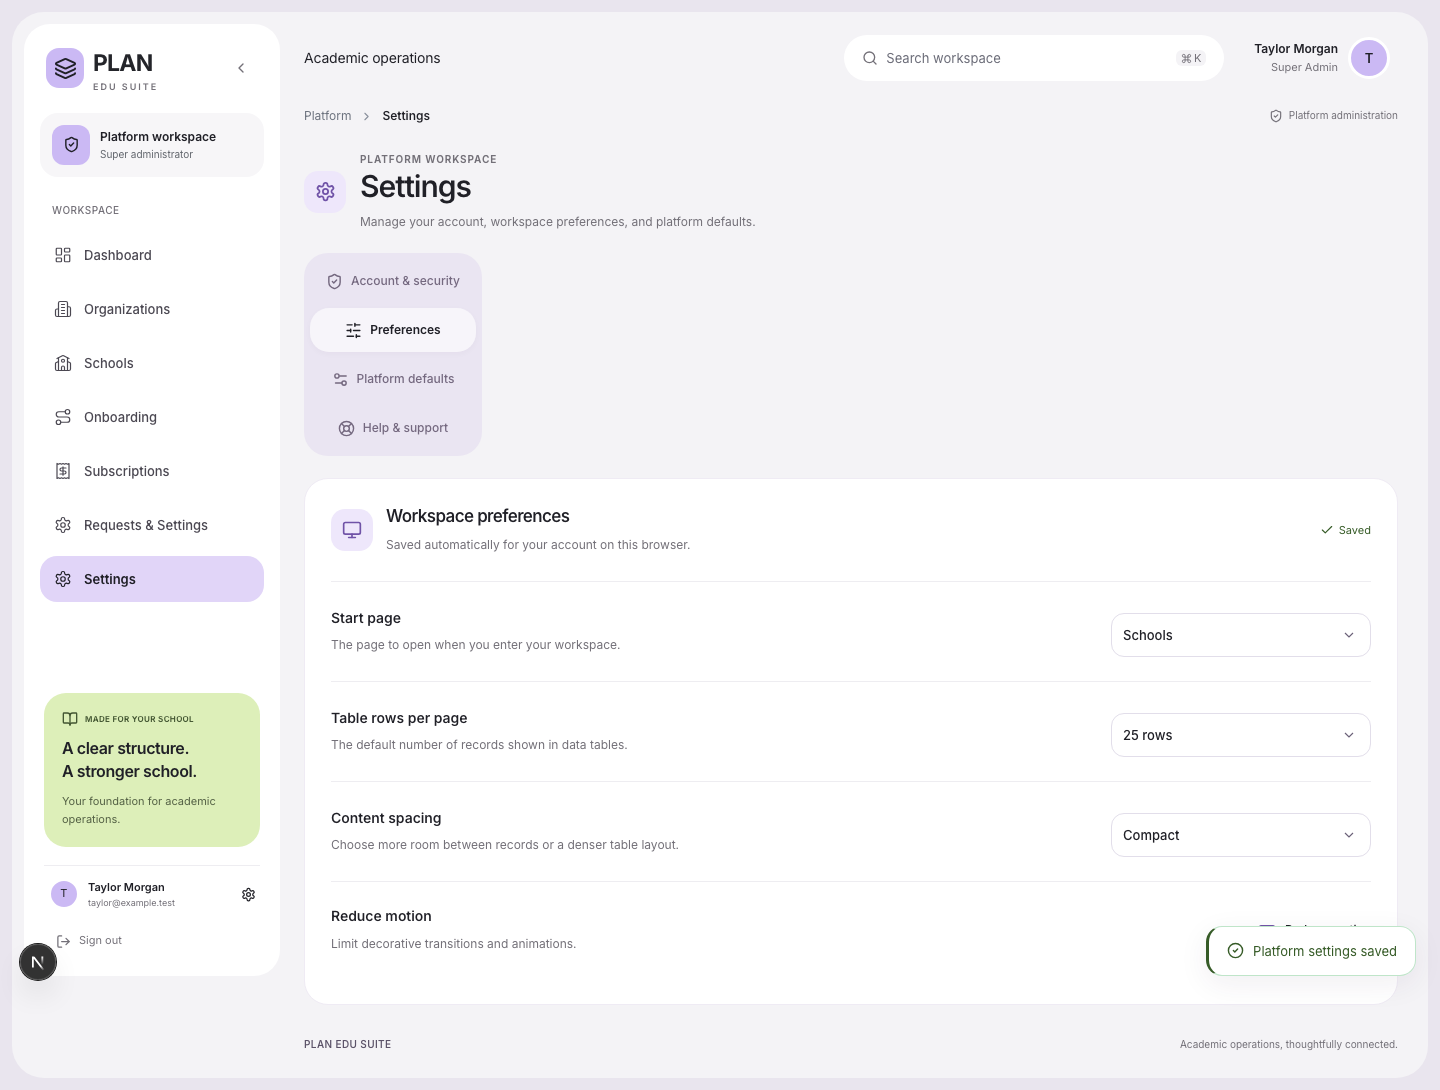 PLAN
EDU SUITE
Platform workspace
Super administrator
WORKSPACE
Dashboard
Organizations
Schools
Onboarding
Subscriptions
Requests & Settings
Settings
MADE FOR YOUR SCHOOL
A clear structure.
A stronger school.
Your foundation for academic
operations.
T
Taylor Morgan
taylor@example.test
Sign out
N
Academic operations
Search workspace
⌘K
Taylor Morgan
Super Admin
T
Platform
Settings
Platform administration
PLATFORM WORKSPACE
Settings
Manage your account, workspace preferences, and platform defaults.
Account & security
Preferences
Platform defaults
Help & support
Workspace preferences
Saved automatically for your account on this browser.
Saved
Start page
The page to open when you enter your workspace.
Schools
Table rows per page
The default number of records shown in data tables.
25 rows
Content spacing
Choose more room between records or a denser table layout.
Compact
Reduce motion
Limit decorative transitions and animations.
Platform settings saved
PLAN EDU SUITE
Academic operations, thoughtfully connected.